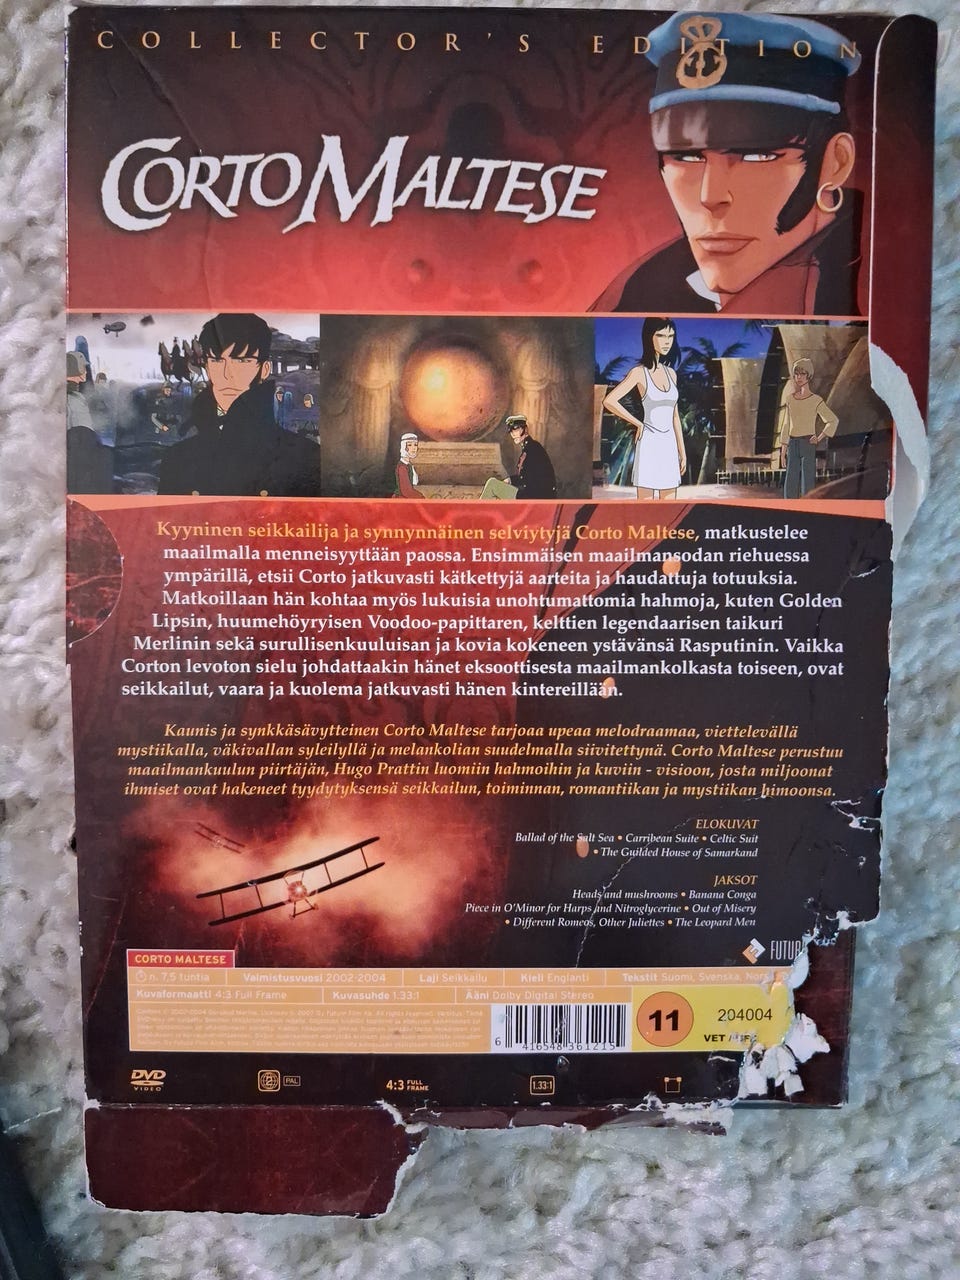 COLLECTOR'S EDITION
CORTO MALTESE
Kyyninen seikkailija ja synnynnäinen selviytyjä Corto Maltese, matkustelee
maailmalla menneisyyttään paossa. Ensimmäisen maailmansodan riehuessa
ympärillä, etsii Corto jatkuvasti kätkettyjä aarteita ja haudattuja totuuksia.
Matkoillaan hän kohtaa myös lukuisia unohtumattomia hahmoja, kuten Golden
Lipsin, huumehöyryisen Voodoo-papittaren, kelttien legendaarisen taikuri
Merlinin sekä surullisenkuuluisan ja kovia kokeneen ystävänsä Rasputinin. Vaikka
Corton levoton sielu johdattaakin hänet eksoottisesta maailmankolkasta toiseen, ovat
seikkailut, vaara ja kuolema jatkuvasti hänen kintereillään.
Kaunis ja synkkäsävytteinen Corto Maltese tarjoaa upeaa melodraamaa, viettelevällä
mystiikalla, väkivallan syleilyllä ja melankolian suudelmalla siivitettynä. Corto Maltese perustuu
maailmankuulun piirtäjän, Hugo Prattin luomiin hahmoihin ja kuviin - visioon, josta miljoonat
ihmiset ovat hakeneet tyydytyksensä seikkailun, toiminnan, romantiikan ja mystiikan himoonsa.
ELOKUVAT
Ballad of the Salt Sea • Carribean Suite • Celtic Suit
• The Guilded House of Samarkand
JAKSOT
Heads and mushrooms • Banana Conga
Piece in O'Minor for Harps and Nitroglycerine • Out of Misery
• Different Romeos, Other Juliettes • The Leopard Men
FUTUR
CORTO MALTESE
n. 7,5 tuntia Valmistusvuosi 2002-2004 Laji Seikkailu Kieli Englanti Tekstit Suomi, Svenska,
Kuvaformaatti 4:3 Full Frame Kuvasuhde 1.33:1 Ääni Dolby Digital Stereo
6 416548 361215
11
204004
VET
DVD VIDEO
2 PAL
4:3 FULL FRAME
1.33:1